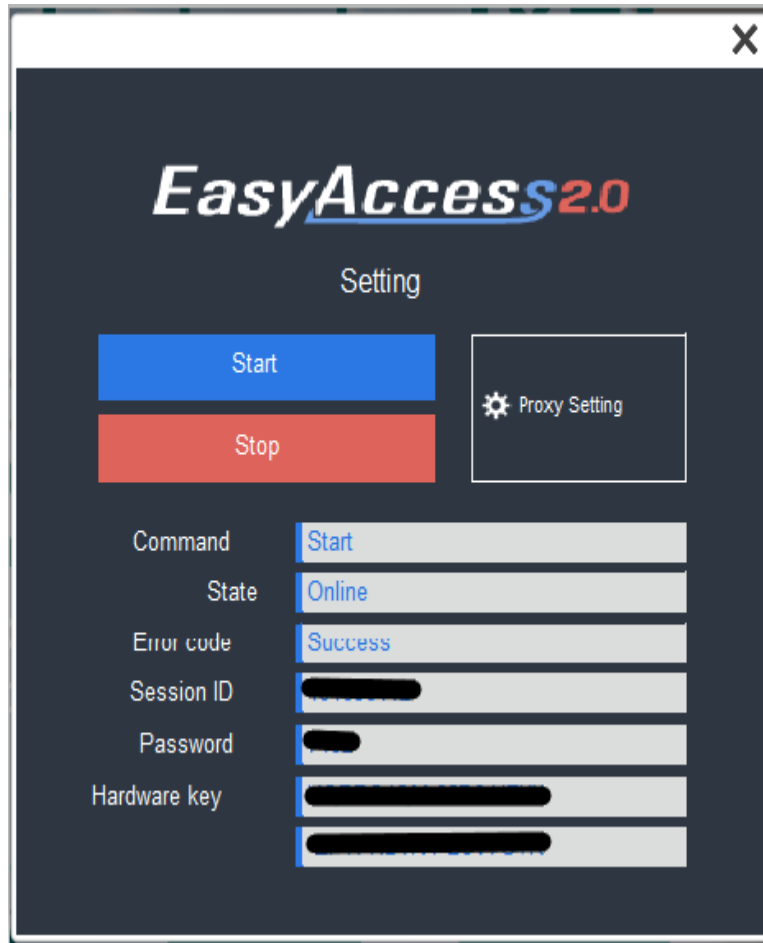 EasyAccess2.0
Setting
Start
Stop
Proxy Setting
Command Start
State Online
Error code Success
Session ID
Password
Hardware key